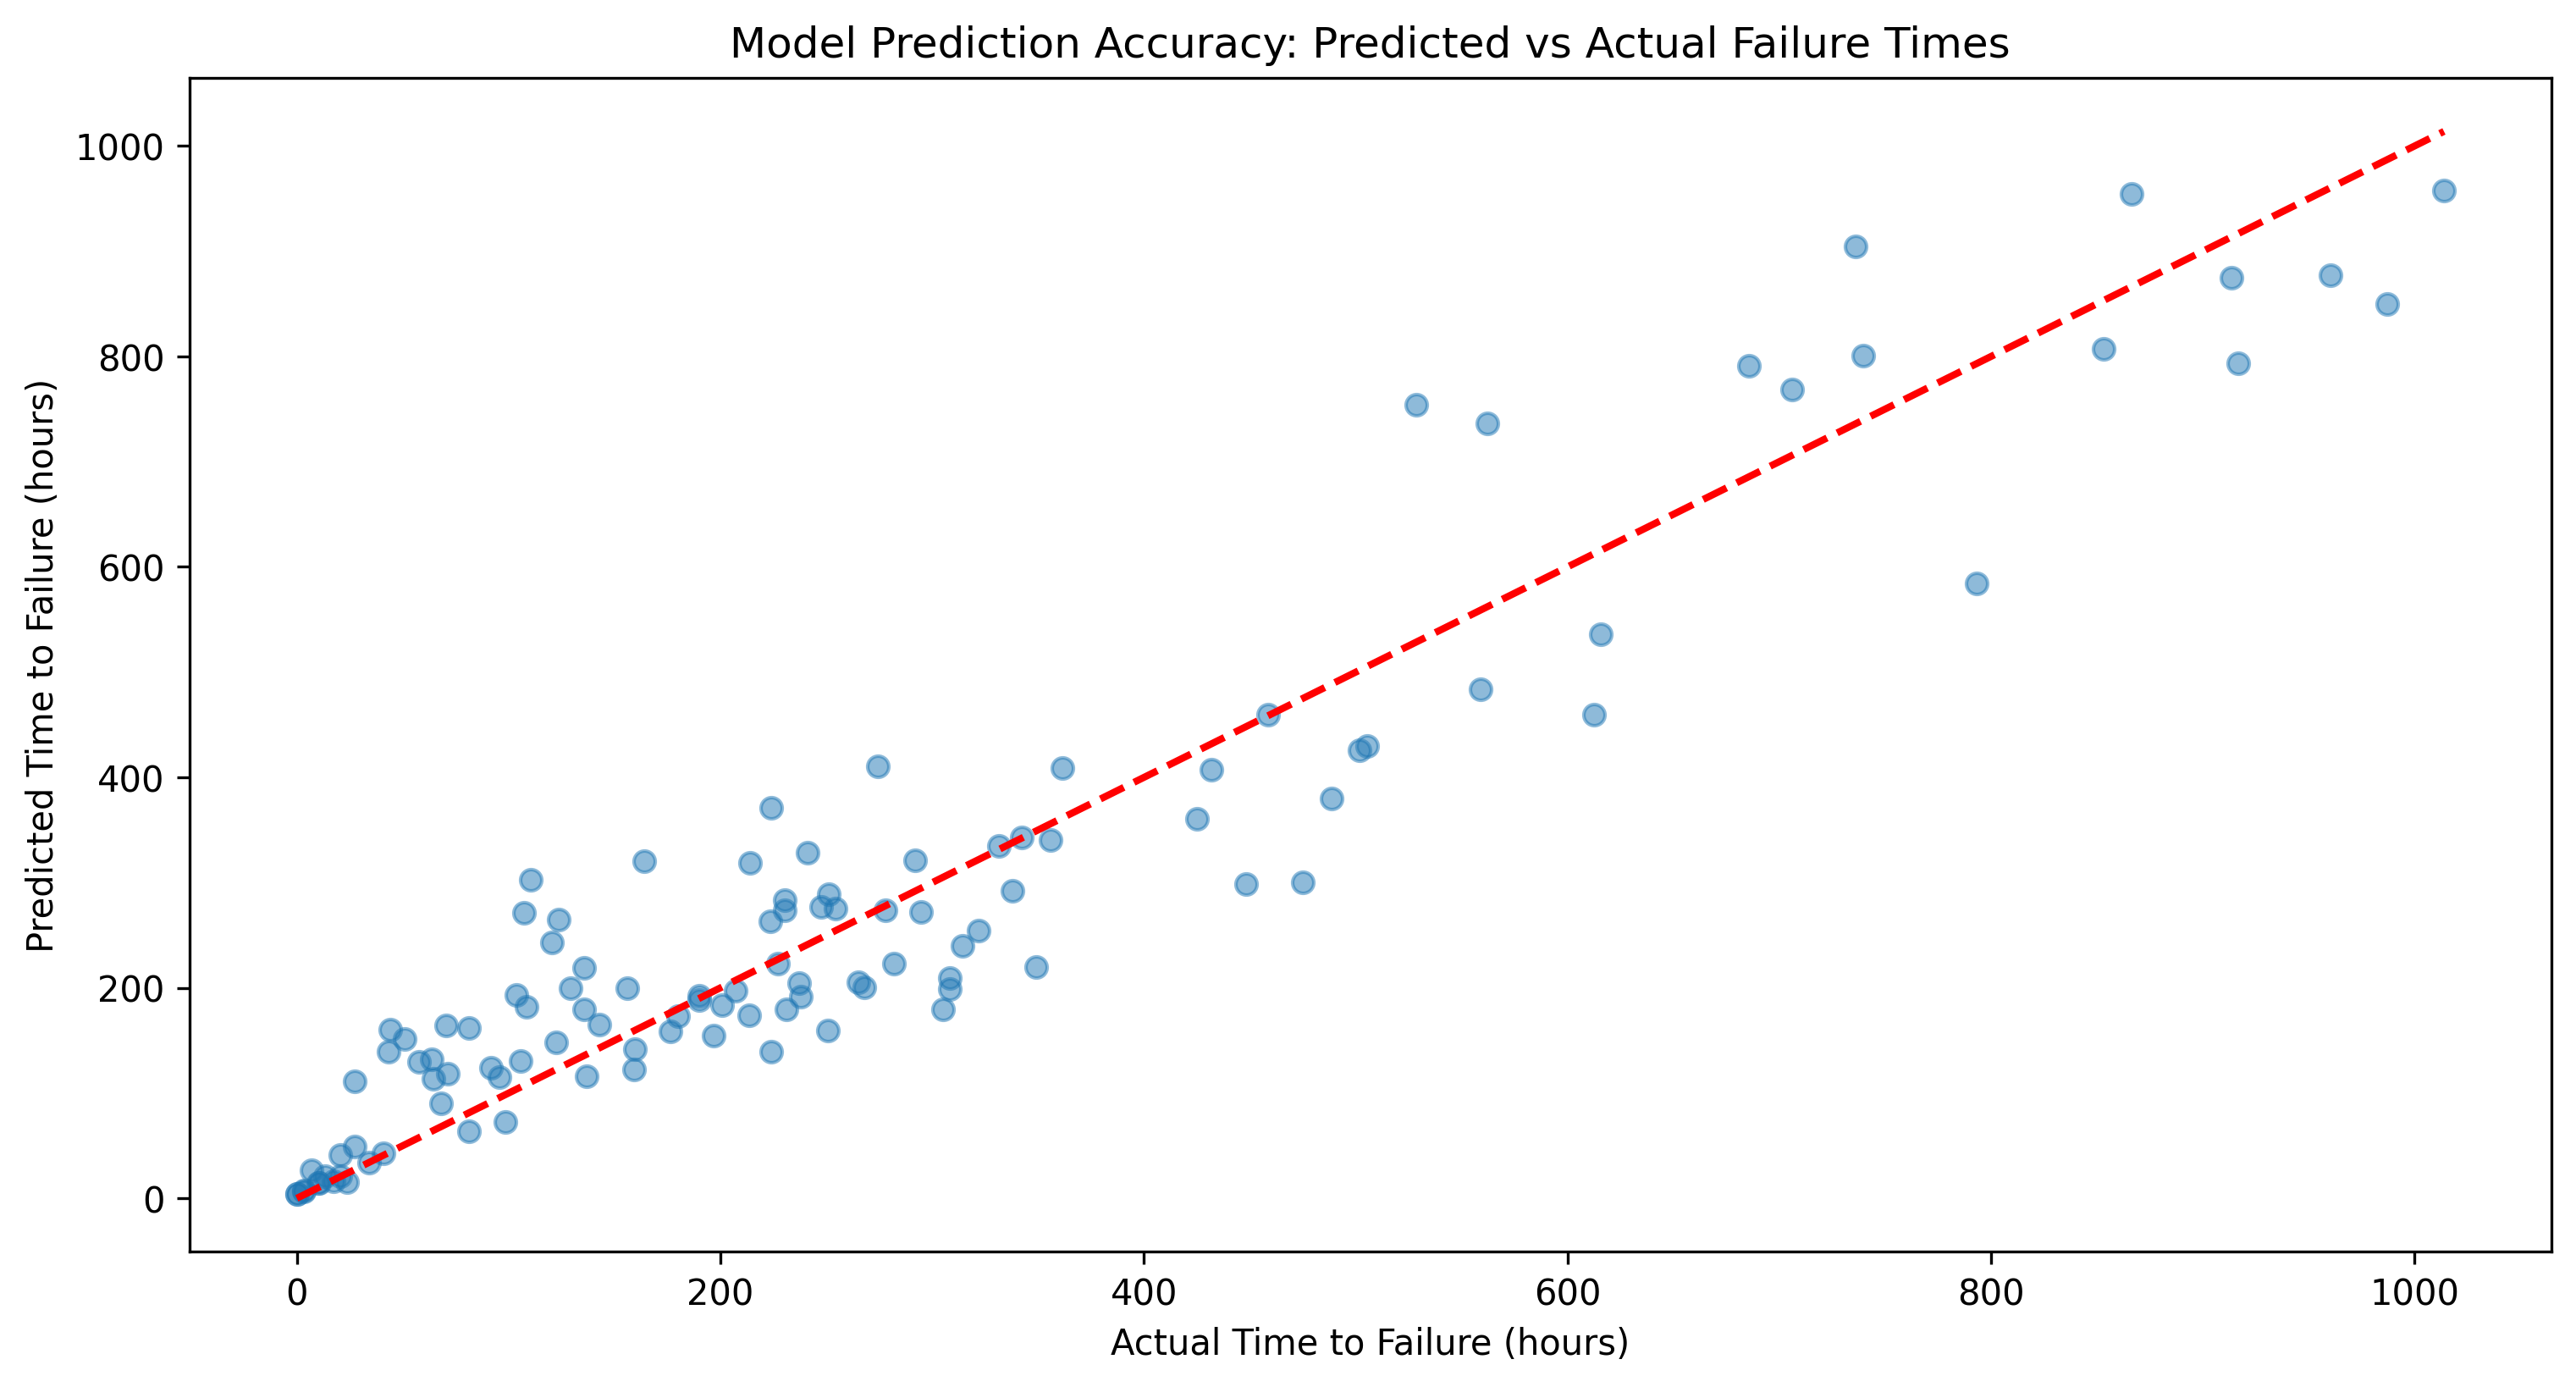 Model Prediction Accuracy: Predicted vs Actual Failure Times
Predicted Time to Failure (hours)
1000
800
600
400
200
0
0 200 400 600 800 1000
Actual Time to Failure (hours)